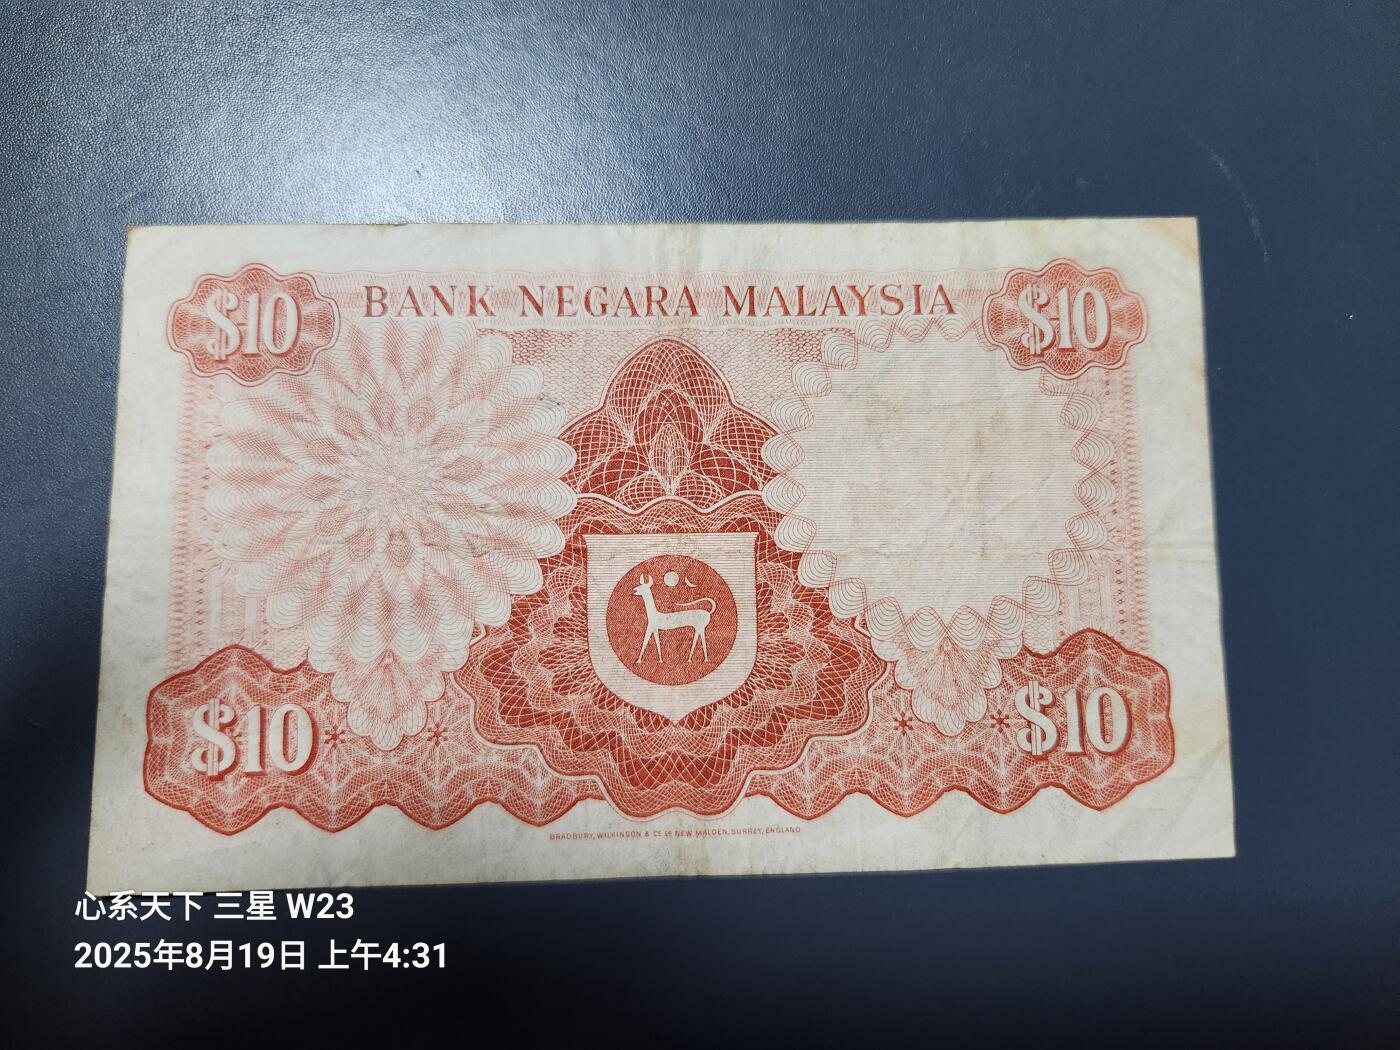 $10 BANK NEGARA MALAYSIA $10
$10 $10
BRADBURY, WILKINSON & Cº Lº NEW MALDEN, SURREY, ENGLAND
心系天下 三星 W23
2025年8月19日 上午4:31